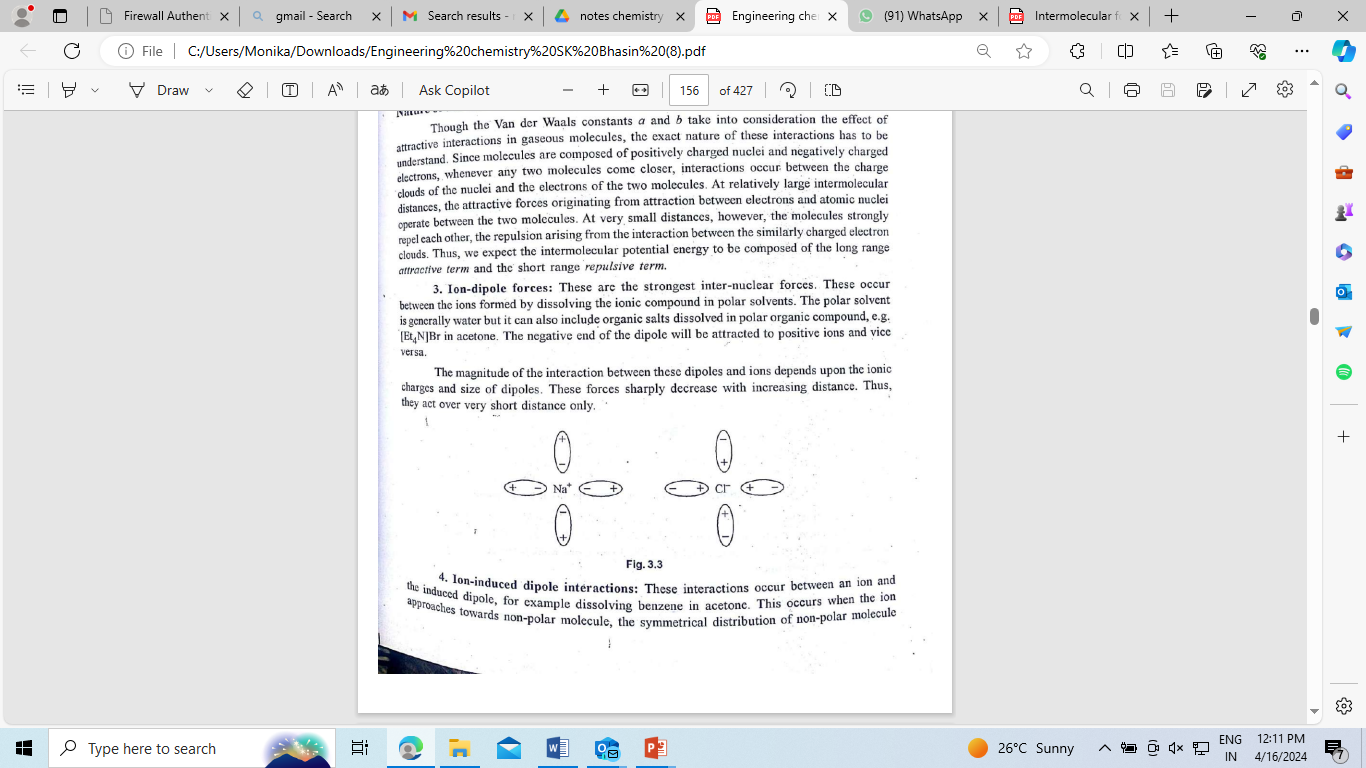 Firewall Authent
gmail - Search
Search results -
notes chemistry
Engineering che
(91) WhatsApp
Intermolecular f
File
C:/Users/Monika/Downloads/Engineering%20chemistry%20SK%20Bhasin%20(8).pdf
Draw
Ask Copilot
156
of 427
Though the Van der Waals constants a and b take into consideration the effect of
attractive interactions in gaseous molecules, the exact nature of these interactions has to be
understand. Since molecules are composed of positively charged nuclei and negatively charged
electrons, whenever any two molecules come closer, interactions occur between the charge
clouds of the nuclei and the electrons of the two molecules. At relatively large intermolecular
distances, the attractive forces originating from attraction between electrons and atomic nuclei
operate between the two molecules. At very small distances, however, the molecules strongly
repel each other, the repulsion arising from the interaction between the similarly charged electron
clouds. Thus, we expect the intermolecular potential energy to be composed of the long range
attractive term and the short range repulsive term.
3. Ion-dipole forces: These are the strongest inter-nuclear forces. These occur
between the ions formed by dissolving the ionic compound in polar solvents. The polar solvent
is generally water but it can also include organic salts dissolved in polar organic compound, e.g.
[Et₄N]Br in acetone. The negative end of the dipole will be attracted to positive ions and vice
versa.
The magnitude of the interaction between these dipoles and ions depends upon the ionic
charges and size of dipoles. These forces sharply decrease with increasing distance. Thus,
they act over very short distance only.
+ −
+ − Na⁺ − +
− +
− +
− + Cl⁻ + −
+ −
Fig. 3.3
4. Ion-induced dipole interactions: These interactions occur between an ion and
the induced dipole, for example dissolving benzene in acetone. This occurs when the ion
approaches towards non-polar molecule, the symmetrical distribution of non-polar molecule
Type here to search
26°C Sunny
ENG
IN
12:11 PM
4/16/2024
7